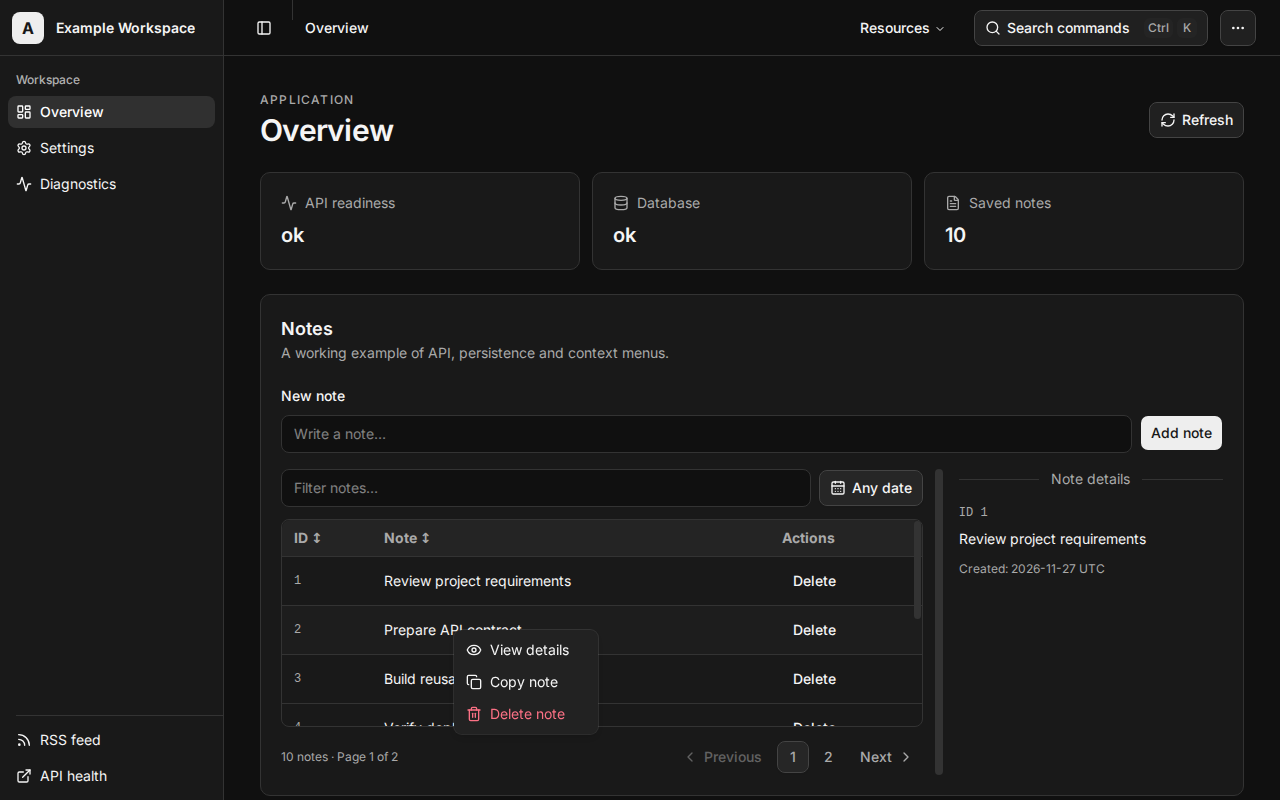 A Example Workspace
Overview
Resources
Search commands Ctrl K
Workspace
Overview
Settings
Diagnostics
RSS feed
API health
APPLICATION
Overview
Refresh
API readiness
ok
Database
ok
Saved notes
10
Notes
A working example of API, persistence and context menus.
New note
Write a note...
Add note
Filter notes...
Any date
ID Note Actions
1 Review project requirements Delete
2 Prepare API contract Delete
3 Build Delete
4 Verify Delete
View details
Copy note
Delete note
10 notes · Page 1 of 2
Previous 1 2 Next
Note details
ID 1
Review project requirements
Created: 2026-11-27 UTC